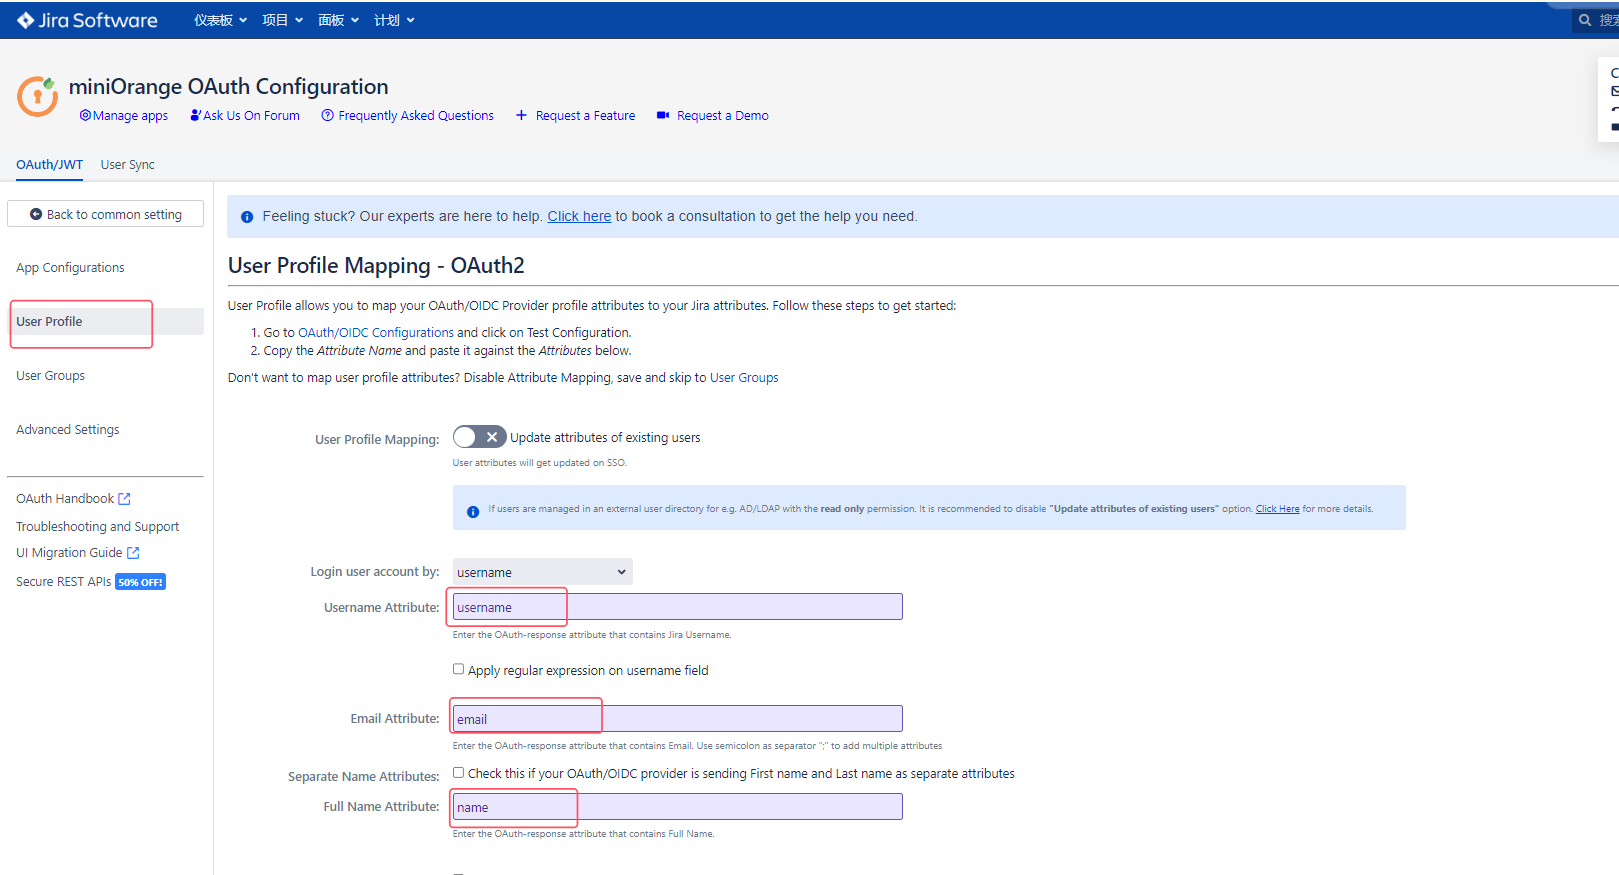 Jira Software 仪表板 项目 面板 计划
miniOrange OAuth Configuration
Manage apps Ask Us On Forum Frequently Asked Questions + Request a Feature Request a Demo
OAuth/JWT User Sync
Back to common setting
App Configurations
User Profile
User Groups
Advanced Settings
OAuth Handbook
Troubleshooting and Support
UI Migration Guide
Secure REST APIs 50% OFF!
Feeling stuck? Our experts are here to help. Click here to book a consultation to get the help you need.
User Profile Mapping - OAuth2
User Profile allows you to map your OAuth/OIDC Provider profile attributes to your Jira attributes. Follow these steps to get started:
1. Go to OAuth/OIDC Configurations and click on Test Configuration.
2. Copy the Attribute Name and paste it against the Attributes below.
Don't want to map user profile attributes? Disable Attribute Mapping, save and skip to User Groups
User Profile Mapping: Update attributes of existing users
User attributes will get updated on SSO.
If users are managed in an external user directory for e.g. AD/LDAP with the read only permission. It is recommended to disable "Update attributes of existing users" option. Click Here for more details.
Login user account by: username
Username Attribute: username
Enter the OAuth-response attribute that contains Jira Username.
Apply regular expression on username field
Email Attribute: email
Enter the OAuth-response attribute that contains Email. Use semicolon as separator ";" to add multiple attributes
Separate Name Attributes: Check this if your OAuth/OIDC provider is sending First name and Last name as separate attributes
Full Name Attribute: name
Enter the OAuth-response attribute that contains Full Name.